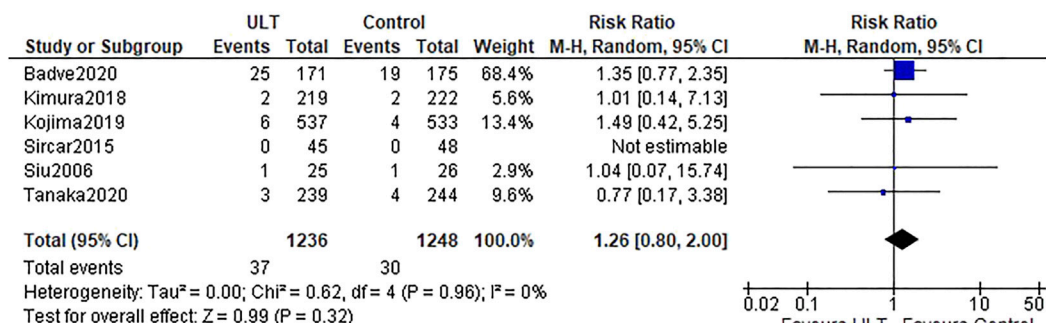 ULT Control Risk Ratio Risk Ratio
Study or Subgroup Events Total Events Total Weight M-H, Random, 95% CI M-H, Random, 95% CI
Badve2020 25 171 19 175 68.4% 1.35 [0.77, 2.35]
Kimura2018 2 219 2 222 5.6% 1.01 [0.14, 7.13]
Kojima2019 6 537 4 533 13.4% 1.49 [0.42, 5.25]
Sircar2015 0 45 0 48 Not estimable
Siu2006 1 25 1 26 2.9% 1.04 [0.07, 15.74]
Tanaka2020 3 239 4 244 9.6% 0.77 [0.17, 3.38]
Total (95% CI) 1236 1248 100.0% 1.26 [0.80, 2.00]
Total events 37 30
Heterogeneity: Tau² = 0.00; Chi² = 0.62, df = 4 (P = 0.96); I² = 0%
Test for overall effect: Z = 0.99 (P = 0.32)
0.02 0.1 1 10 50
Favours ULT Favours Control